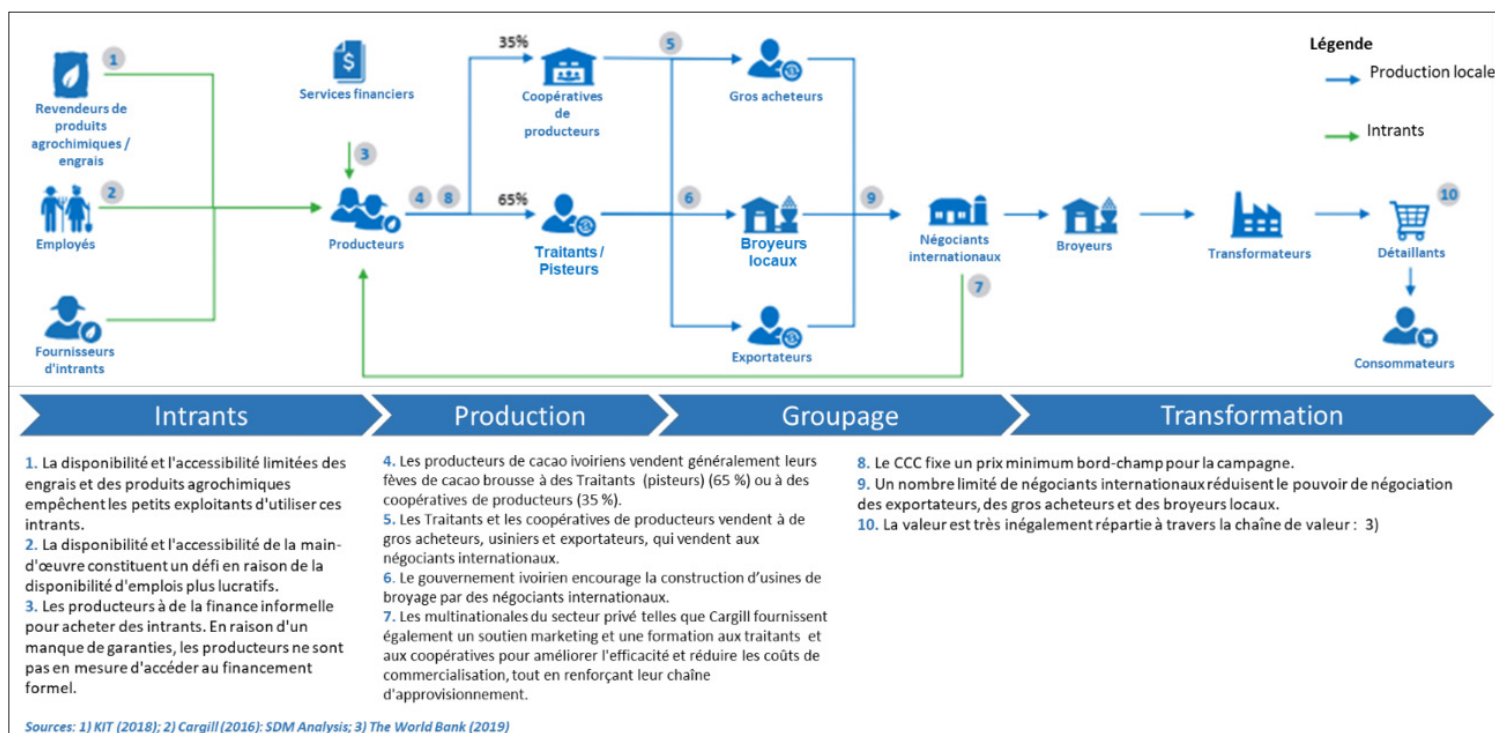 1
Revendeurs de
produits
agrochimiques /
engrais
2
Employés
Fournisseurs
d'intrants
$
Services financiers
3
Producteurs
4 8
35%
Coopératives
de
producteurs
65%
Traitants /
Pisteurs
5
Gros acheteurs
6
Broyeurs
locaux
Exportateurs
9
Négociants
internationaux
7
Broyeurs
Transformateurs
10
Détaillants
Consommateurs
Légende
Production locale
Intrants
Intrants
Production
Groupage
Transformation
1. La disponibilité et l'accessibilité limitées des
engrais et des produits agrochimiques
empêchent les petits exploitants d'utiliser ces
intrants.
2. La disponibilité et l'accessibilité de la main-
d'œuvre constituent un défi en raison de la
disponibilité d'emplois plus lucratifs.
3. Les producteurs à de la finance informelle
pour acheter des intrants. En raison d'un
manque de garanties, les producteurs ne sont
pas en mesure d'accéder au financement
formel.
4. Les producteurs de cacao ivoiriens vendent généralement leurs
fèves de cacao brousse à des Traitants (pisteurs) (65 %) ou à des
coopératives de producteurs (35 %).
5. Les Traitants et les coopératives de producteurs vendent à de
gros acheteurs, usiniers et exportateurs, qui vendent aux
négociants internationaux.
6. Le gouvernement ivoirien encourage la construction d'usines de
broyage par des négociants internationaux.
7. Les multinationales du secteur privé telles que Cargill fournissent
également un soutien marketing et une formation aux traitants et
aux coopératives pour améliorer l'efficacité et réduire les coûts de
commercialisation, tout en renforçant leur chaîne
d'approvisionnement.
8. Le CCC fixe un prix minimum bord-champ pour la campagne.
9. Un nombre limité de négociants internationaux réduisent le pouvoir de négociation
des exportateurs, des gros acheteurs et des broyeurs locaux.
10. La valeur est très inégalement répartie à travers la chaîne de valeur : 3)
Sources: 1) KIT (2018); 2) Cargill (2016): SDM Analysis; 3) The World Bank (2019)